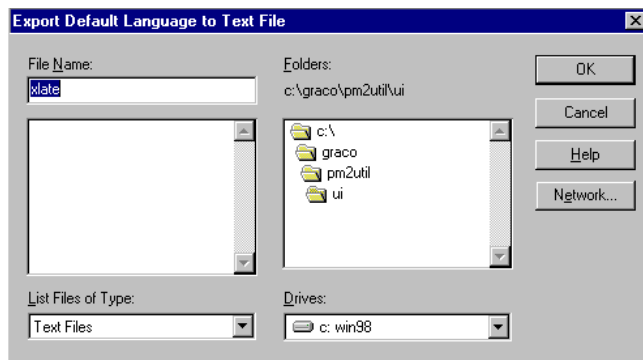 Export Default Language to Text File
File Name:
xlate
Folders:
c:\graco\pm2util\ui
c:\
graco
pm2util
ui
OK
Cancel
Help
Network...
List Files of Type:
Text Files
Drives:
c: win98